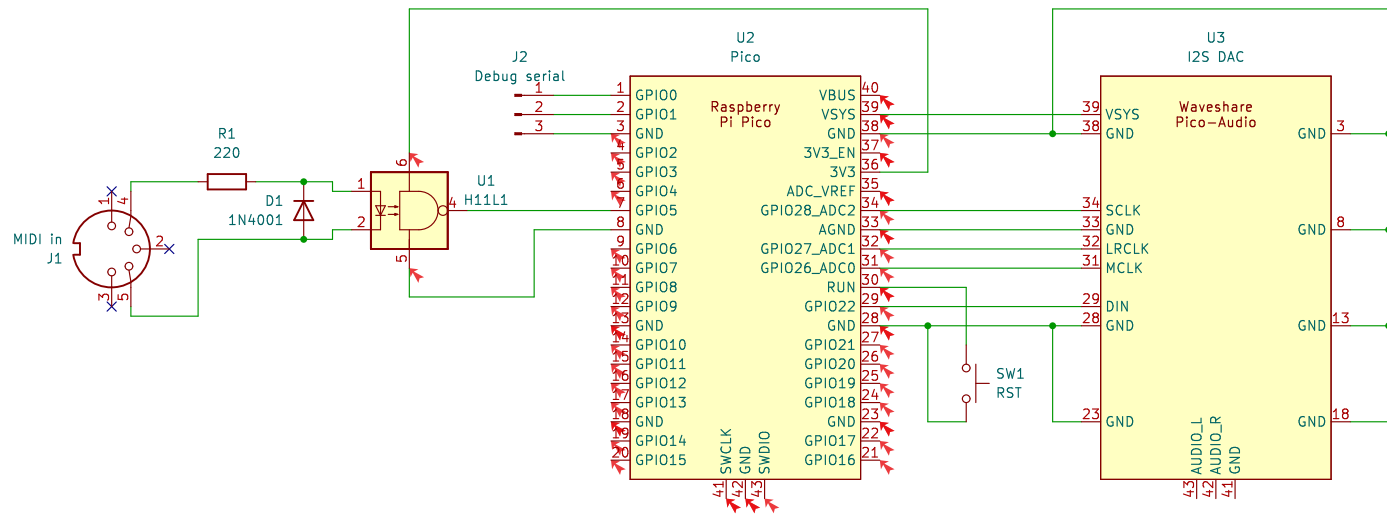 J2
Debug serial
1
2
3
U2
Pico
U3
I2S DAC
R1
220
D1
1N4001
MIDI in
J1
1
4
2
3
5
6
1
2
4
5
U1
H11L1
Raspberry
Pi Pico
1 GPIO0
2 GPIO1
3 GND
4 GPIO2
5 GPIO3
6 GPIO4
7 GPIO5
8 GND
9 GPIO6
10 GPIO7
11 GPIO8
12 GPIO9
13 GND
14 GPIO10
15 GPIO11
16 GPIO12
17 GPIO13
18 GND
19 GPIO14
20 GPIO15
VBUS 40
VSYS 39
GND 38
3V3_EN 37
3V3 36
ADC_VREF 35
GPIO28_ADC2 34
AGND 33
GPIO27_ADC1 32
GPIO26_ADC0 31
RUN 30
GPIO22 29
GND 28
GPIO21 27
GPIO20 26
GPIO19 25
GPIO18 24
GND 23
GPIO17 22
GPIO16 21
SWCLK 41
GND 42
SWDIO 43
SW1
RST
Waveshare
Pico-Audio
39 VSYS
38 GND
34 SCLK
33 GND
32 LRCLK
31 MCLK
29 DIN
28 GND
23 GND
GND 3
GND 8
GND 13
GND 18
AUDIO_L 43
AUDIO_R 42
GND 41